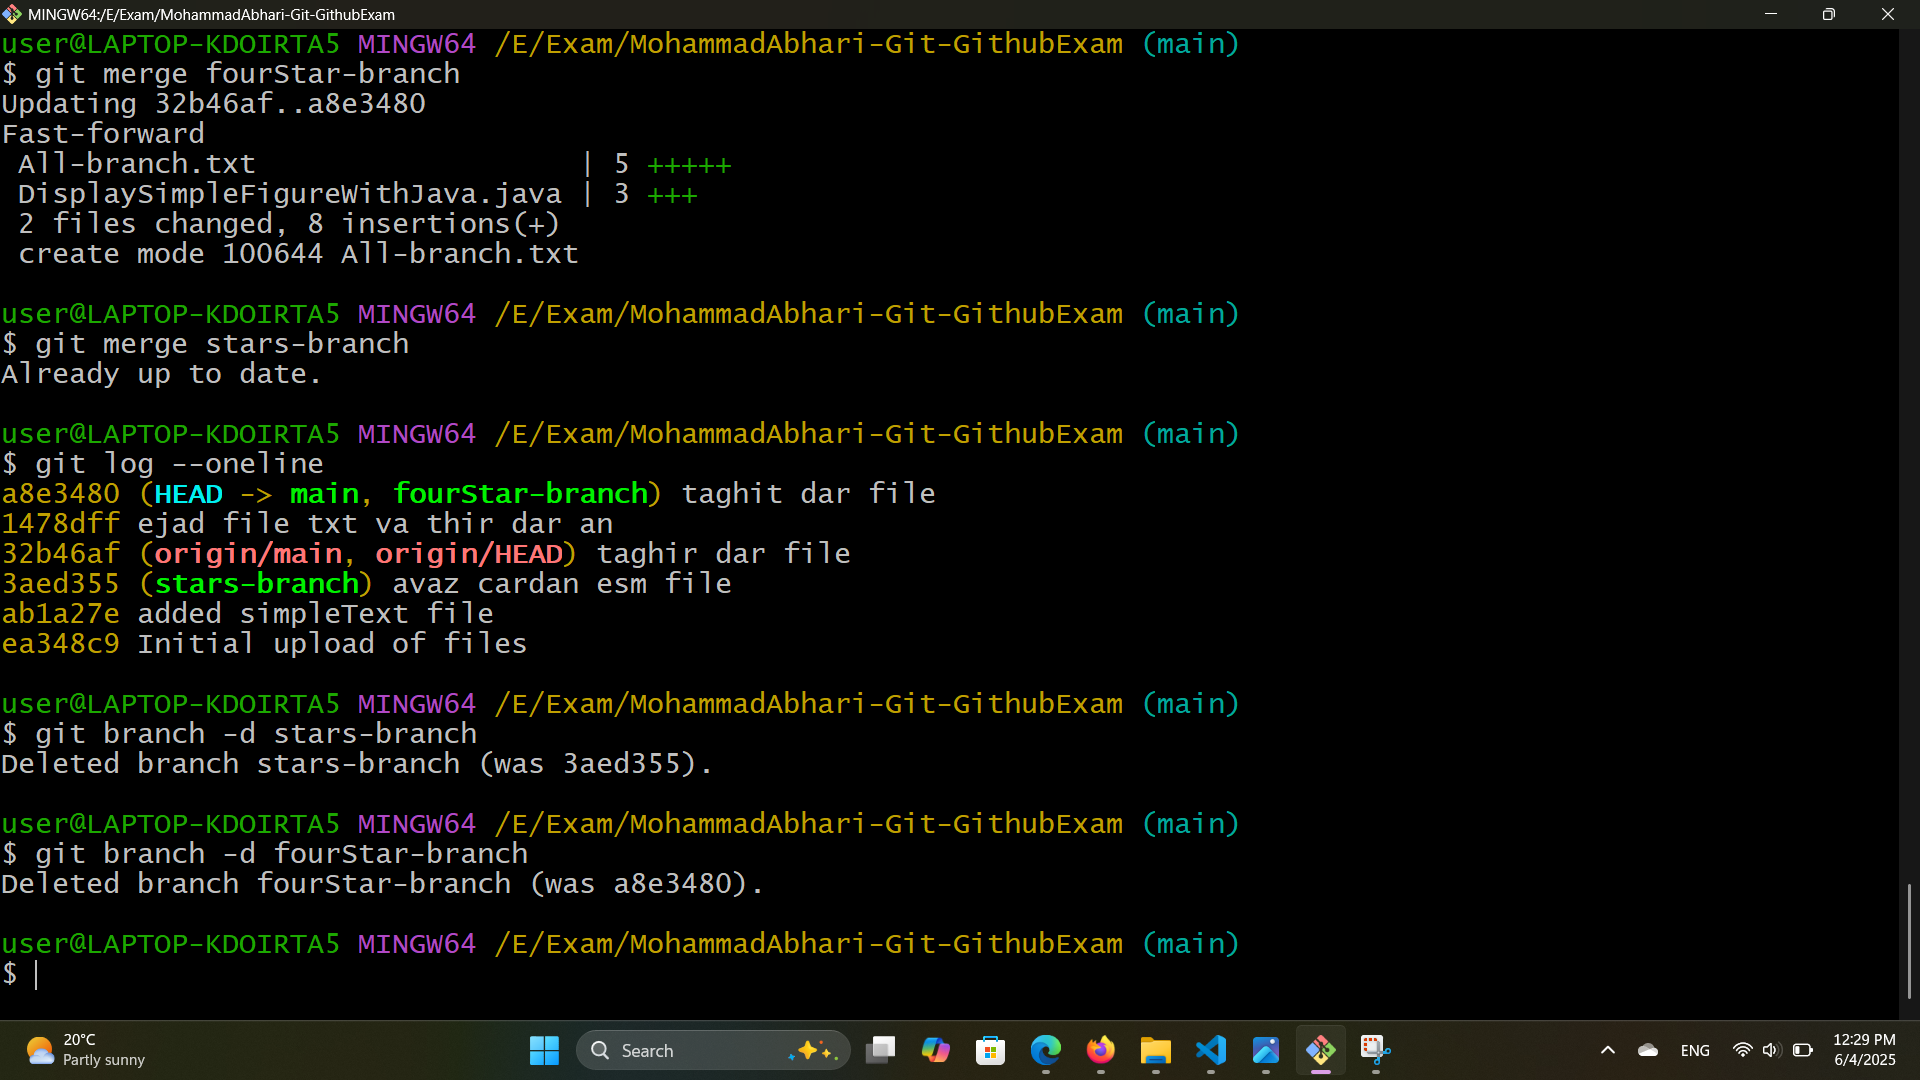 MINGW64:/E/Exam/MohammadAbhari-Git-GithubExam
user@LAPTOP-KDOIRTA5 MINGW64 /E/Exam/MohammadAbhari-Git-GithubExam (main)
$ git merge fourStar-branch
Updating 32b46af..a8e3480
Fast-forward
 All-branch.txt                   | 5 +++++
 DisplaySimpleFigureWithJava.java | 3 +++
 2 files changed, 8 insertions(+)
 create mode 100644 All-branch.txt
user@LAPTOP-KDOIRTA5 MINGW64 /E/Exam/MohammadAbhari-Git-GithubExam (main)
$ git merge stars-branch
Already up to date.
user@LAPTOP-KDOIRTA5 MINGW64 /E/Exam/MohammadAbhari-Git-GithubExam (main)
$ git log --oneline
a8e3480 (HEAD -> main, fourStar-branch) taghit dar file
1478dff ejad file txt va thir dar an
32b46af (origin/main, origin/HEAD) taghir dar file
3aed355 (stars-branch) avaz cardan esm file
ab1a27e added simpleText file
ea348c9 Initial upload of files
user@LAPTOP-KDOIRTA5 MINGW64 /E/Exam/MohammadAbhari-Git-GithubExam (main)
$ git branch -d stars-branch
Deleted branch stars-branch (was 3aed355).
user@LAPTOP-KDOIRTA5 MINGW64 /E/Exam/MohammadAbhari-Git-GithubExam (main)
$ git branch -d fourStar-branch
Deleted branch fourStar-branch (was a8e3480).
user@LAPTOP-KDOIRTA5 MINGW64 /E/Exam/MohammadAbhari-Git-GithubExam (main)
$
20°C
Partly sunny
Search
ENG
12:29 PM
6/4/2025